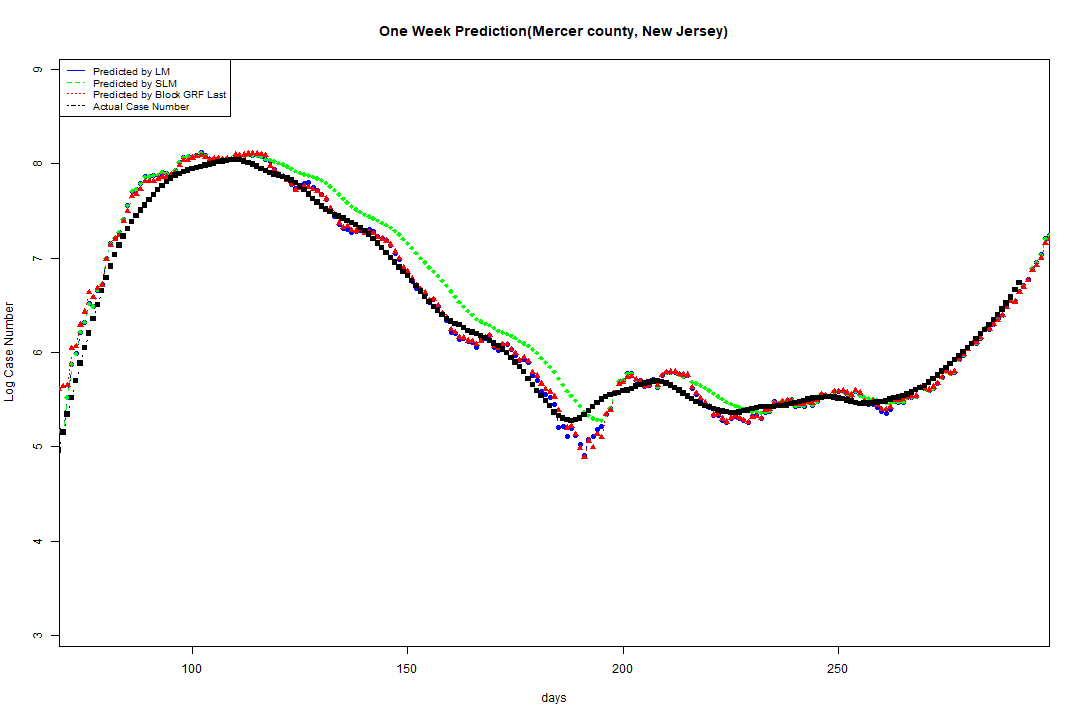 One Week Prediction(Mercer county, New Jersey)
Predicted by LM
Predicted by SLM
Predicted by Block GRF Last
Actual Case Number
9
8
7
6
5
4
3
Log Case Number
100 150 200 250
days